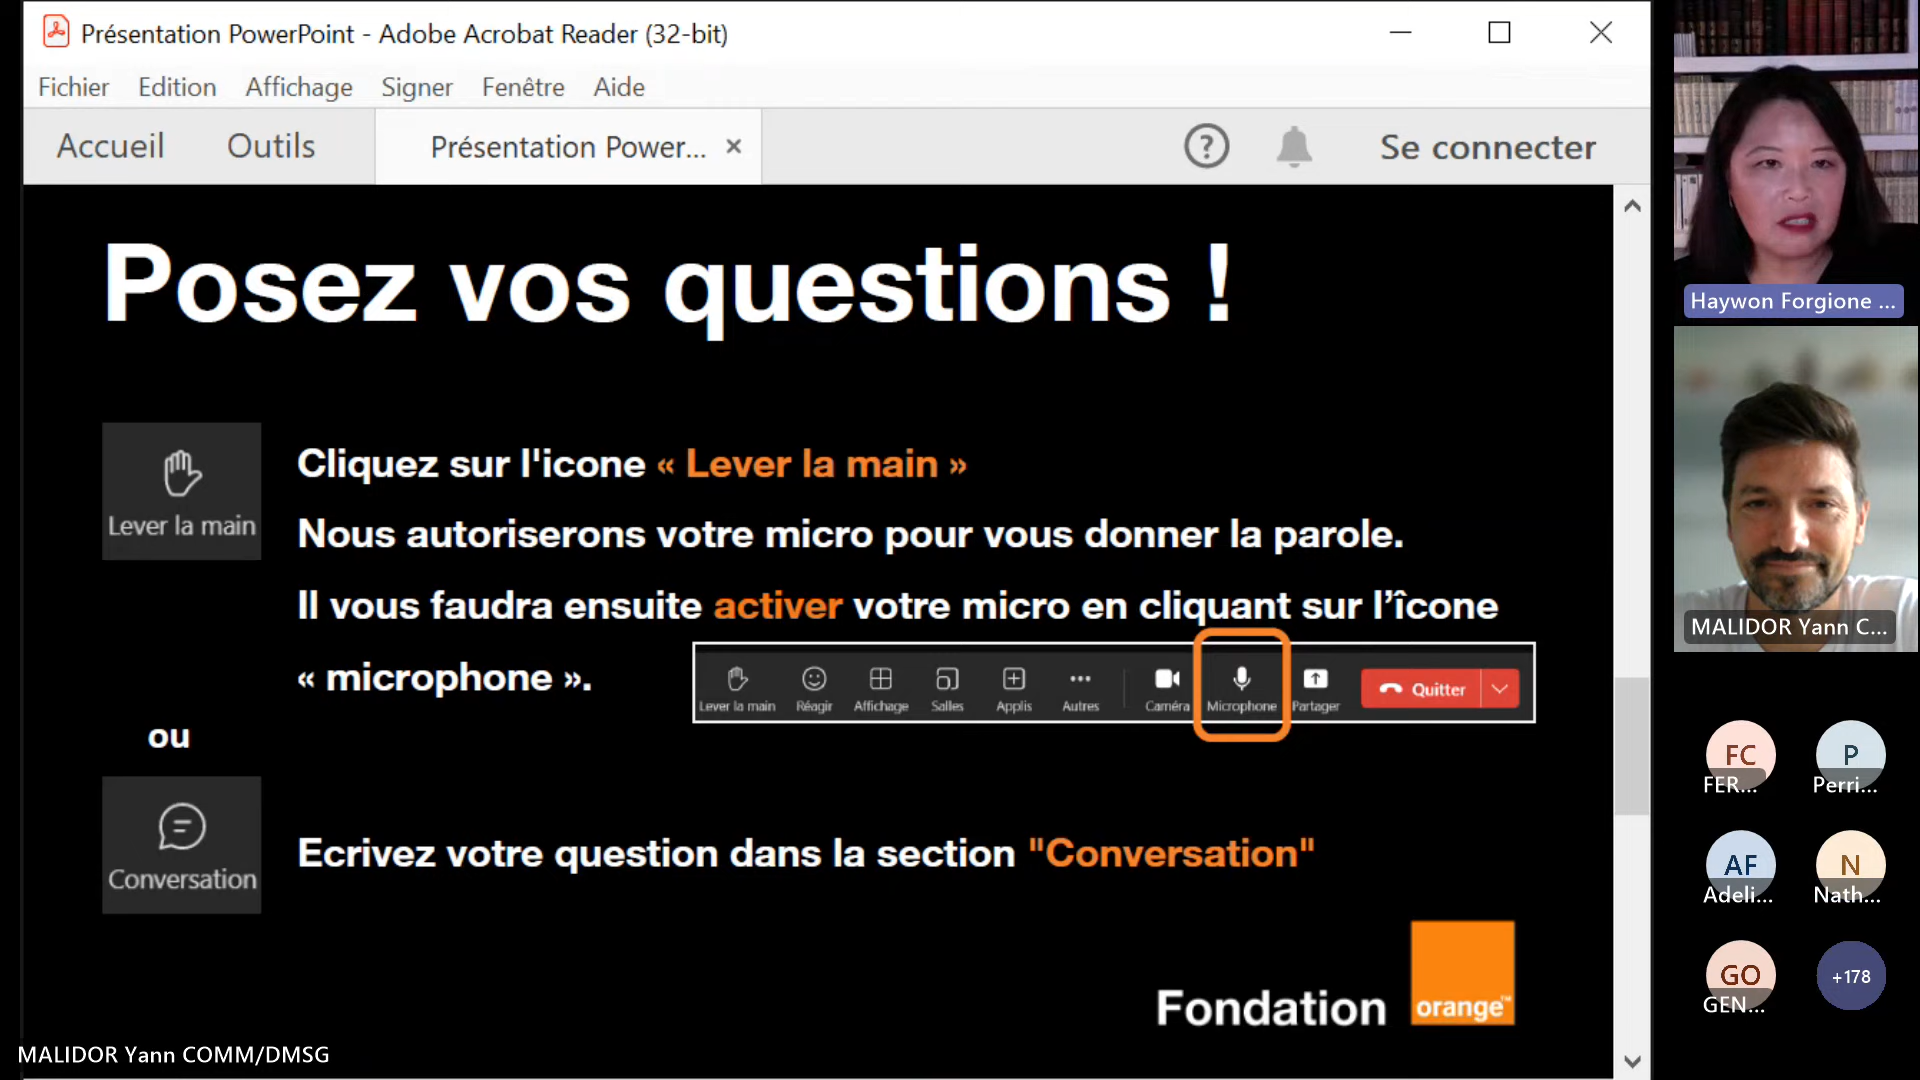 Présentation PowerPoint - Adobe Acrobat Reader (32-bit)
Fichier Edition Affichage Signer Fenêtre Aide
Accueil Outils Présentation Power... × ? Se connecter
Posez vos questions !
Lever la main
Cliquez sur l'icone « Lever la main »
Nous autoriserons votre micro pour vous donner la parole.
Il vous faudra ensuite activer votre micro en cliquant sur l’îcone
« microphone ».
Lever la main Réagir Affichage Salles Applis Autres Caméra Microphone Partager Quitter
ou
Conversation
Ecrivez votre question dans la section "Conversation"
Fondation
orange™
MALIDOR Yann COMM/DMSG
Haywon Forgione ...
MALIDOR Yann C...
FC
FER...
P
Perri...
AF
Adeli...
N
Nath...
GO
GEN...
+178